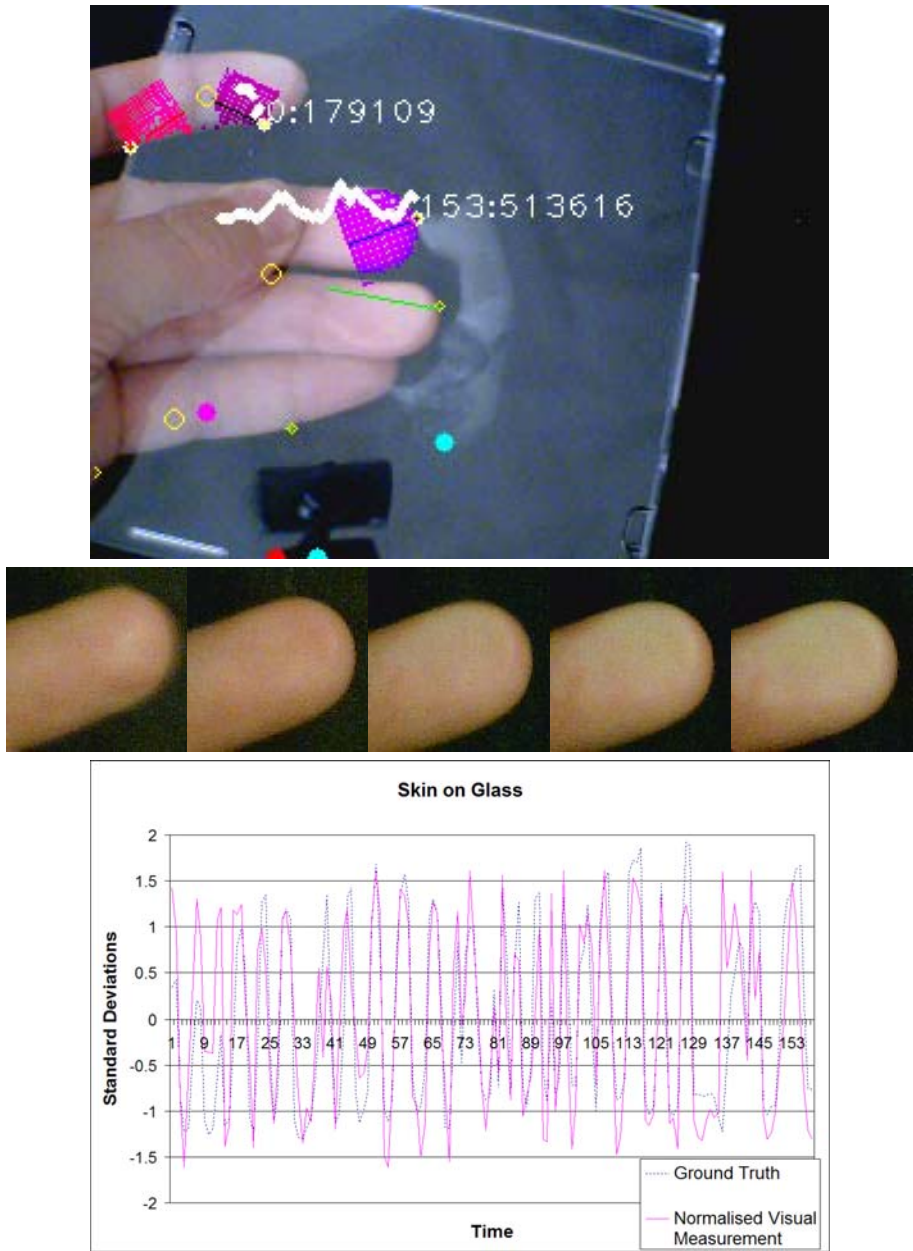 0:179109
153:513616
Skin on Glass
2
1.5
1
0.5
0
-0.5
-1
-1.5
-2
Standard Deviations
1 9 17 25 33 41 49 57 65 73 81 89 97 105 113 121 129 137 145 153
Time
Ground Truth
Normalised Visual
Measurement